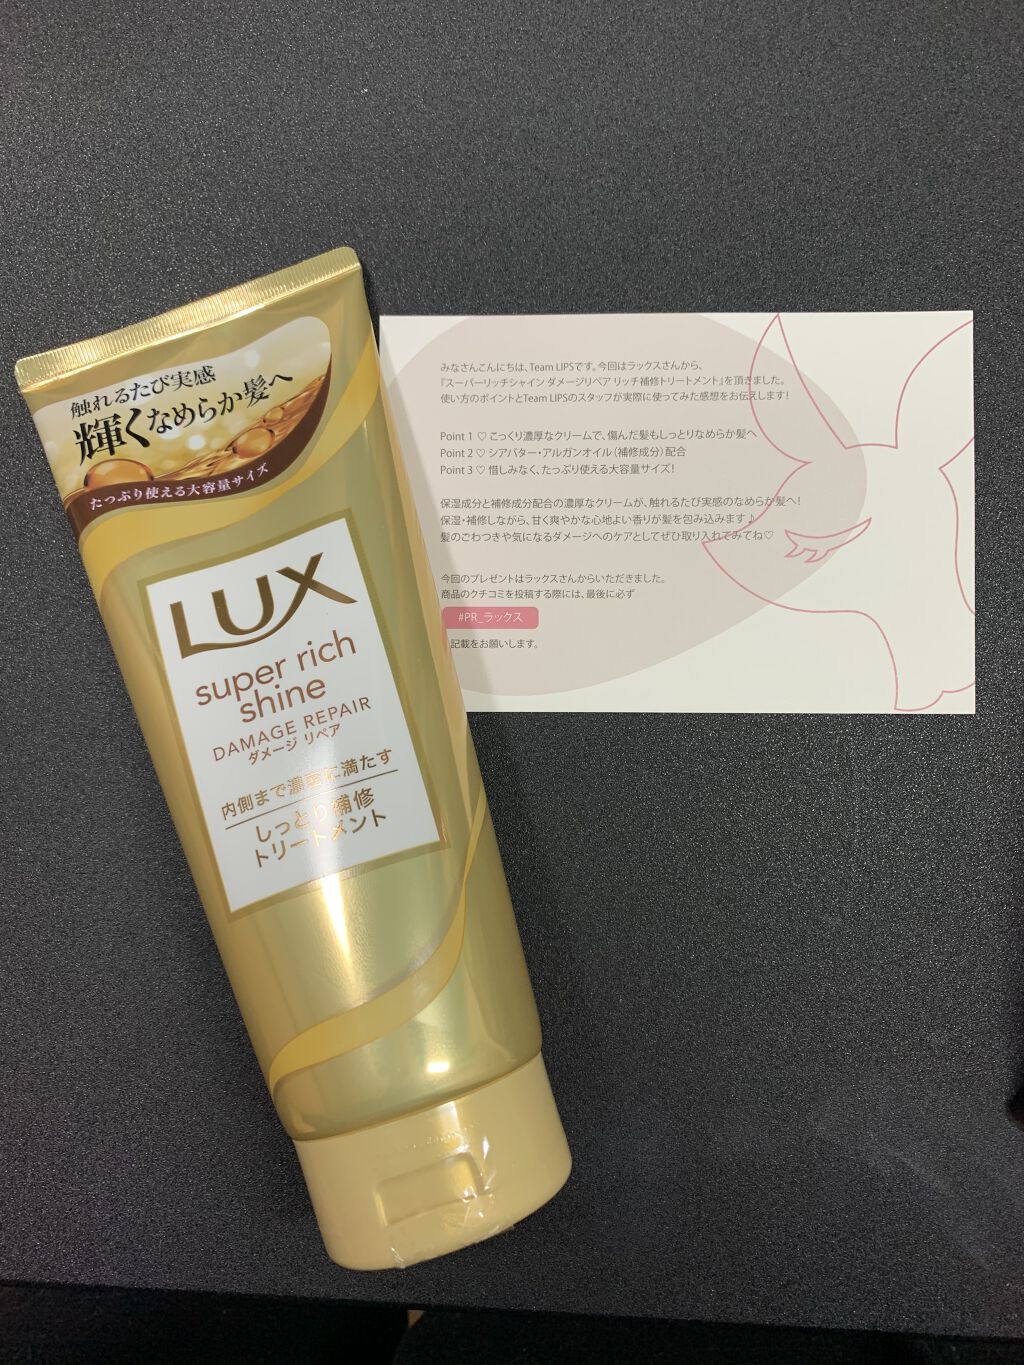 触れるたび実感
輝くなめらか髪へ
たっぷり使える大容量サイズ
LUX
super rich
shine
DAMAGE REPAIR
ダメージ リペア
内側まで濃密に満たす
しっとり補修
トリートメント
みなさんこんにちは、Team LIPSです。今回はラックスさんから、
『スーパーリッチシャイン ダメージリペア リッチ補修トリートメント』を頂きました。
使い方のポイントとTeam LIPSのスタッフが実際に使ってみた感想をお伝えします!
Point 1 ♡ こっくり濃厚なクリームで、傷んだ髪もしっとりなめらか髪へ
Point 2 ♡ シアバター・アルガンオイル(補修成分)配合
Point 3 ♡ 惜しみなく、たっぷり使える大容量サイズ!
保湿成分と補修成分配合の濃厚なクリームが、触れるたび実感のなめらか髪へ!
保湿・補修しながら、甘く爽やかな心地よい香りが髪を包み込みます♪
髪のごわつきや気になるダメージへのケアとしてぜひ取り入れてみてね♡
今回のプレゼントはラックスさんからいただきました。
商品のクチコミを投稿する際には、最後に必ず
#PR_ラックス
記載をお願いします。